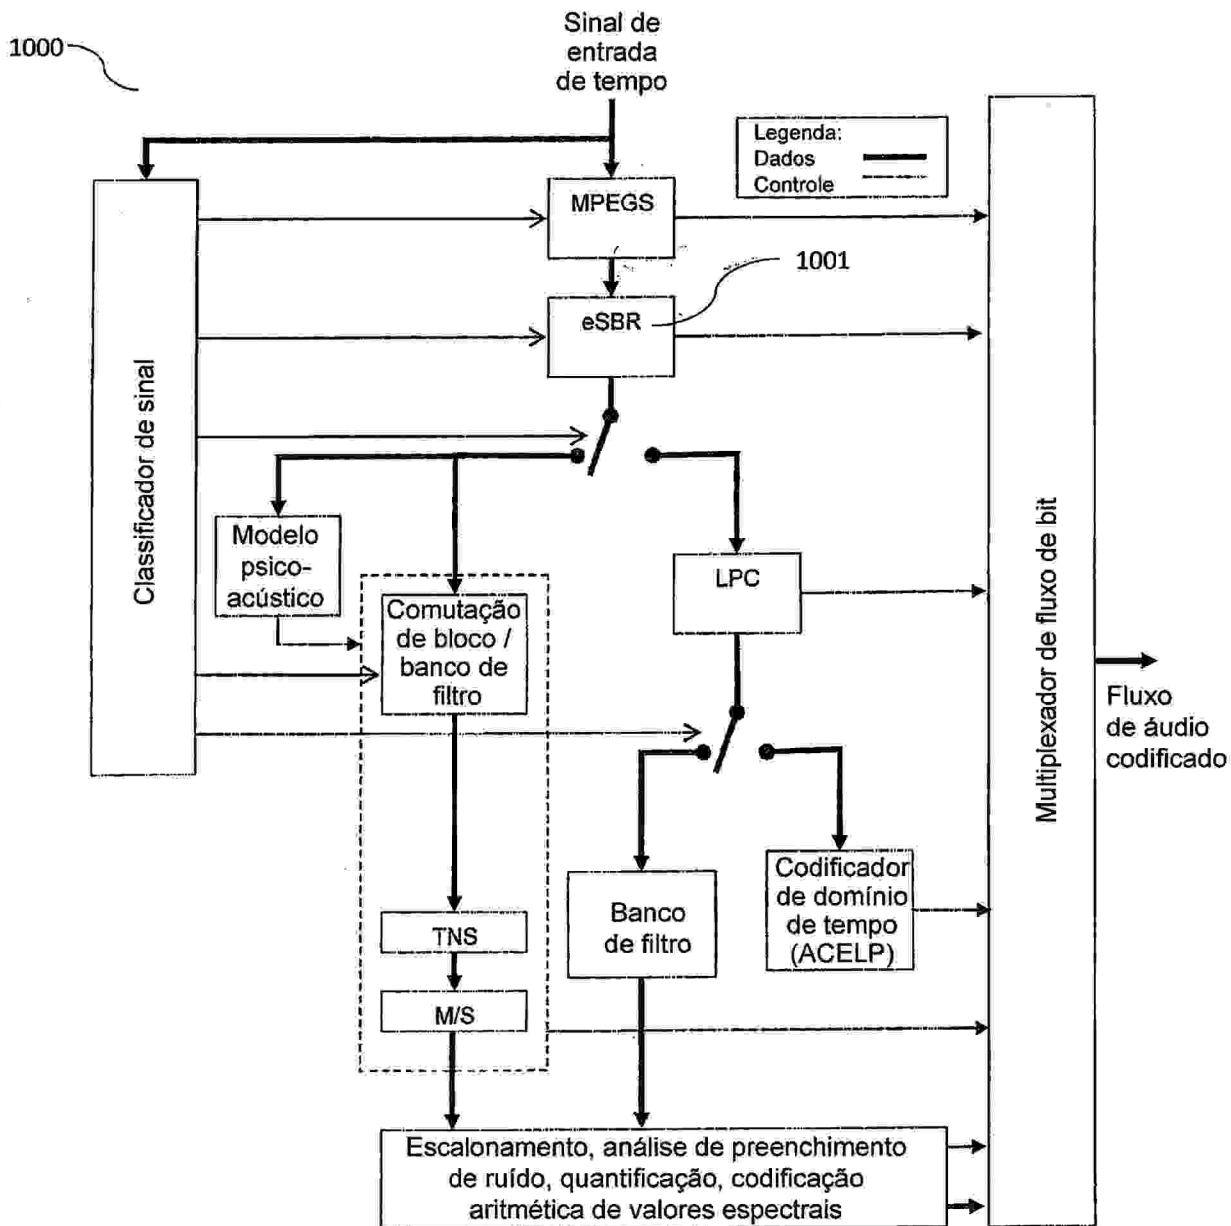 1000
Sinal de
entrada
de tempo
Legenda:
Dados
Controle
MPEGS
1001
eSBR
Classificador de sinal
Modelo
psico-
acústico
Comutação
de bloco /
banco de
filtro
LPC
Multiplexador de fluxo de bit
Fluxo
de áudio
codificado
Codificador
de domínio
de tempo
(ACELP)
Banco
de filtro
TNS
M/S
Escalonamento, análise de preenchimento
de ruído, quantificação, codificação
aritmética de valores espectrais